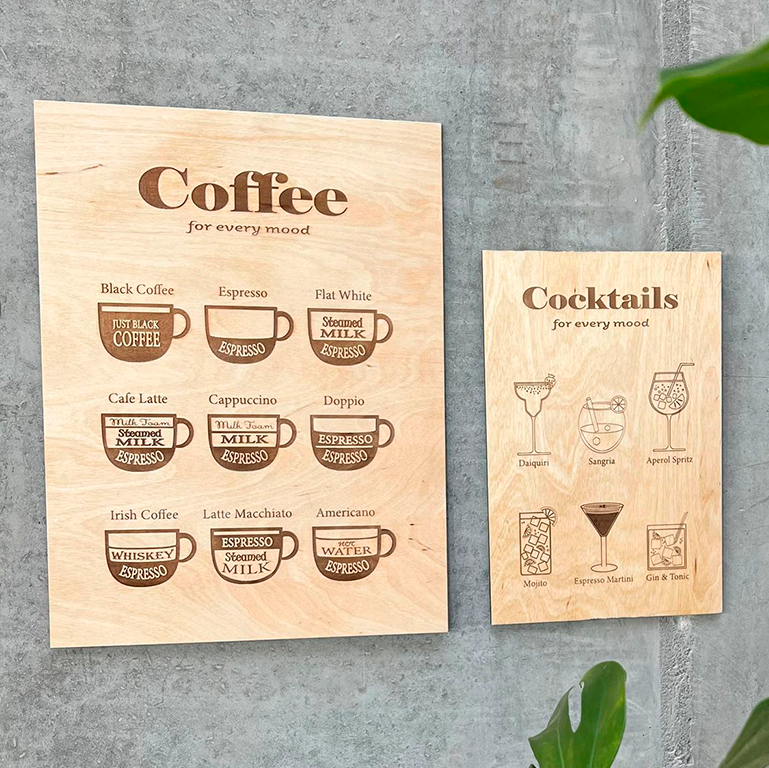 Coffee
for every mood
Black Coffee
JUST BLACK
COFFEE
Espresso
ESPRESSO
Flat White
Steamed
MILK
ESPRESSO
Cafe Latte
Milk Foam
Steamed
MILK
ESPRESSO
Cappuccino
Milk Foam
MILK
ESPRESSO
Doppio
ESPRESSO
ESPRESSO
Irish Coffee
WHISKEY
ESPRESSO
Latte Macchiato
ESPRESSO
Steamed
MILK
Americano
HOT
WATER
ESPRESSO
Cocktails
for every mood
Daiquiri
Sangria
Aperol Spritz
Mojito
Espresso Martini
Gin & Tonic